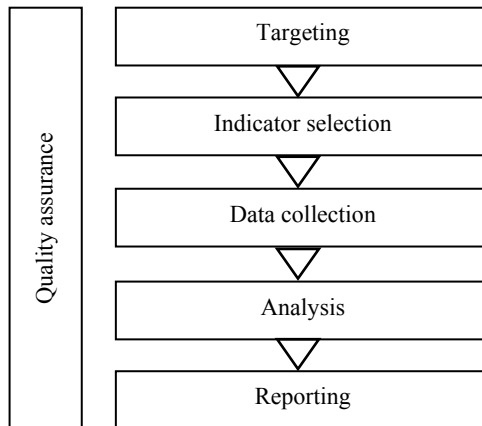 Quality assurance
Targeting
Indicator selection
Data collection
Analysis
Reporting